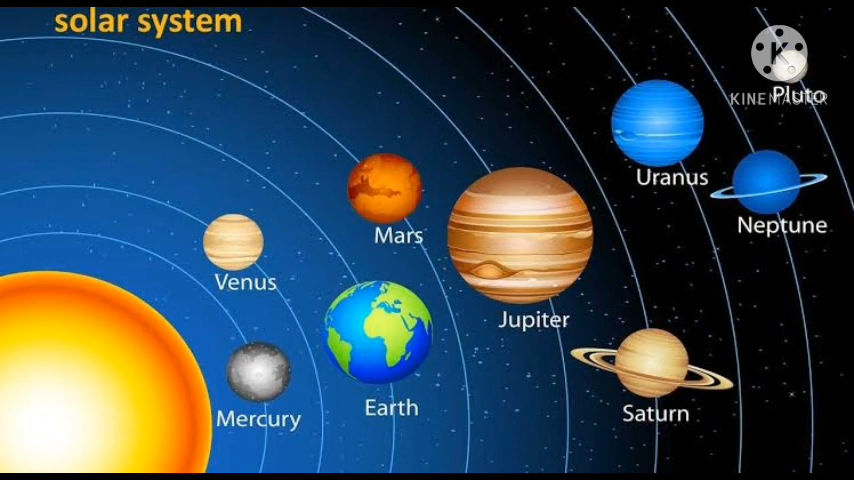 solar system
K
KINEMASTER
Pluto
Uranus
Neptune
Mars
Venus
Jupiter
Earth
Saturn
Mercury